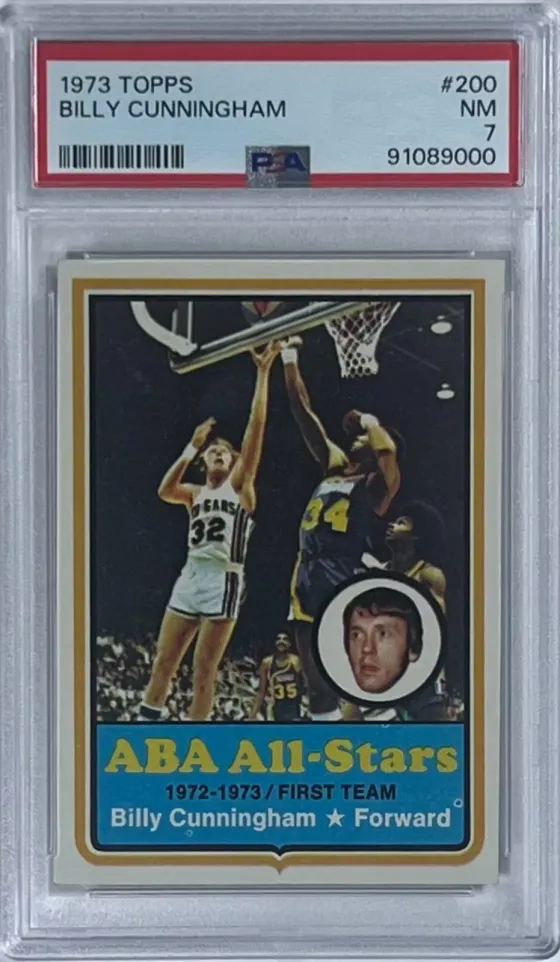 1973 TOPPS #200
BILLY CUNNINGHAM NM
7
PSA 91089000
COUGARS
32
34
35
ABA All-Stars
1972-1973/FIRST TEAM
Billy Cunningham ★ Forward